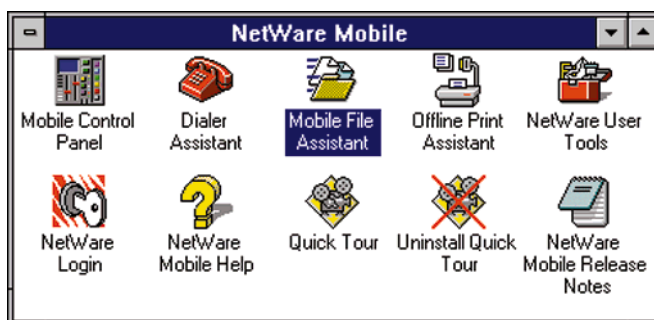 NetWare Mobile
Mobile Control
Panel
Dialer
Assistant
Mobile File
Assistant
Offline Print
Assistant
NetWare User
Tools
NetWare
Login
NetWare
Mobile Help
Quick Tour
Uninstall Quick
Tour
NetWare
Mobile Release
Notes